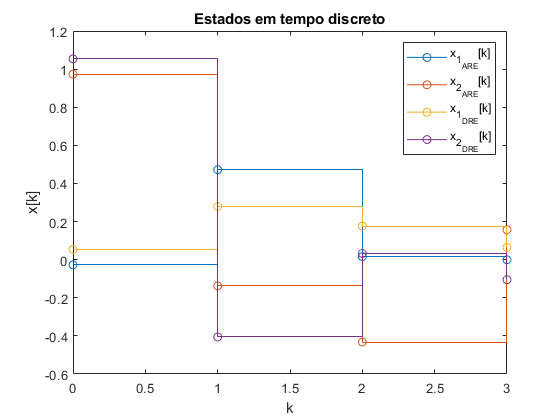 Estados em tempo discreto
1.2
1
0.8
0.6
0.4
0.2
0
-0.2
-0.4
-0.6
x[k]
x1ARE [k]
x2ARE [k]
x1DRE [k]
x2DRE [k]
0 0.5 1 1.5 2 2.5 3
k